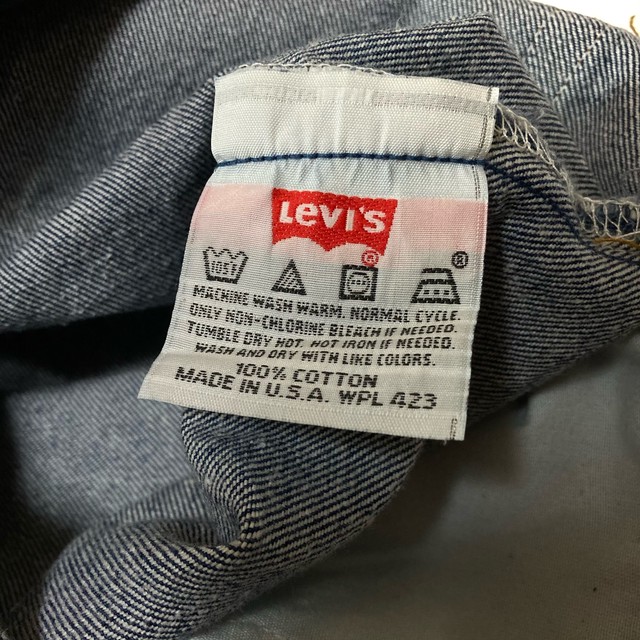 Levi's
®
105F ®
MACHINE WASH WARM. NORMAL CYCLE.
ONLY NON-CHLORINE BLEACH IF NEEDED.
TUMBLE DRY HOT. HOT IRON IF NEEDED.
WASH AND DRY WITH LIKE COLORS.
100% COTTON
MADE IN U.S.A. WPL 423